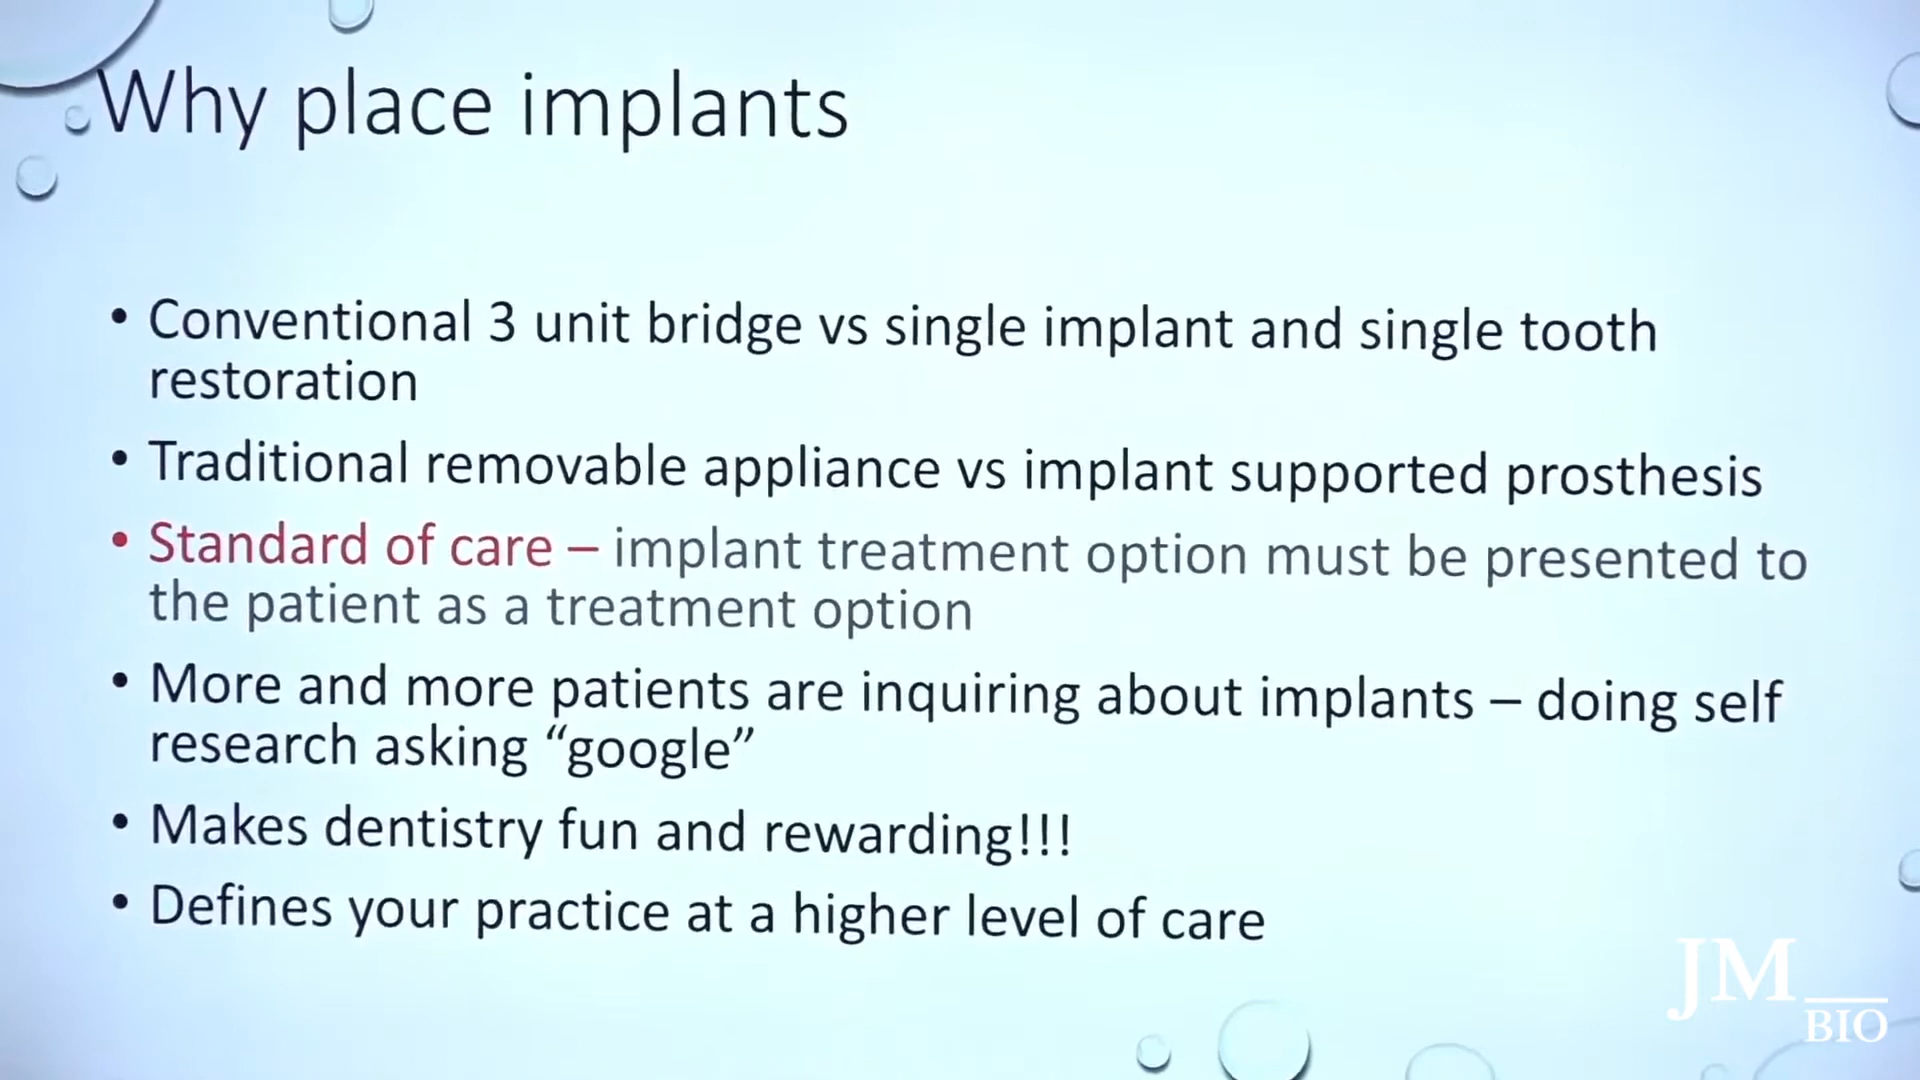 Why place implants
• Conventional 3 unit bridge vs single implant and single tooth
restoration
• Traditional removable appliance vs implant supported prosthesis
• Standard of care – implant treatment option must be presented to
the patient as a treatment option
• More and more patients are inquiring about implants – doing self
research asking “google”
• Makes dentistry fun and rewarding!!!
• Defines your practice at a higher level of care
JM
BIO